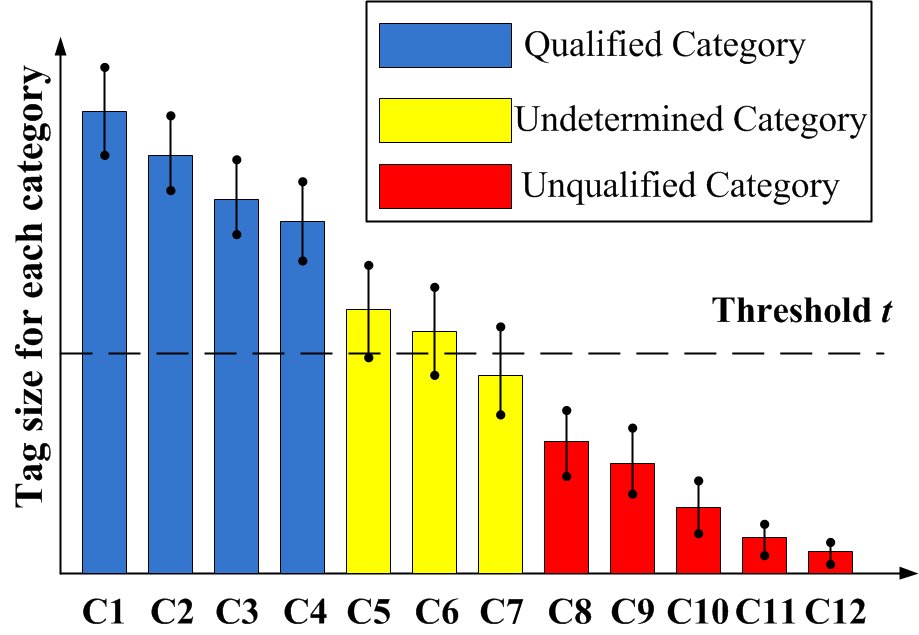 Qualified Category
Undetermined Category
Unqualified Category
Tag size for each category
Threshold t
C1 C2 C3 C4 C5 C6 C7 C8 C9 C10 C11 C12